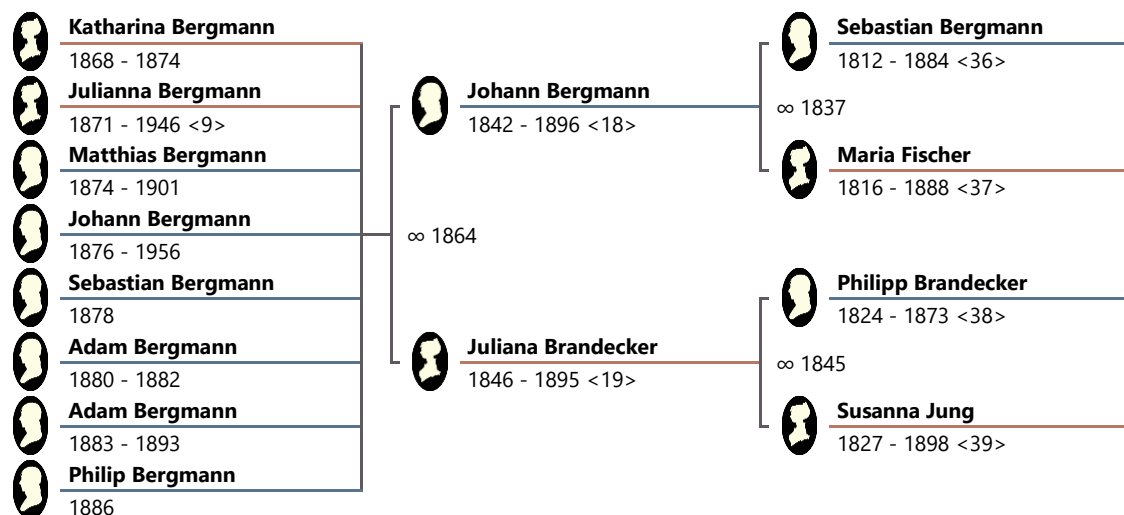 Katharina Bergmann
1868 - 1874
Julianna Bergmann
1871 - 1946 <9>
Matthias Bergmann
1874 - 1901
Johann Bergmann
1876 - 1956
Sebastian Bergmann
1878
Adam Bergmann
1880 - 1882
Adam Bergmann
1883 - 1893
Philip Bergmann
1886
Johann Bergmann
1842 - 1896 <18>
∞ 1864
Juliana Brandecker
1846 - 1895 <19>
Sebastian Bergmann
1812 - 1884 <36>
∞ 1837
Maria Fischer
1816 - 1888 <37>
Philipp Brandecker
1824 - 1873 <38>
∞ 1845
Susanna Jung
1827 - 1898 <39>